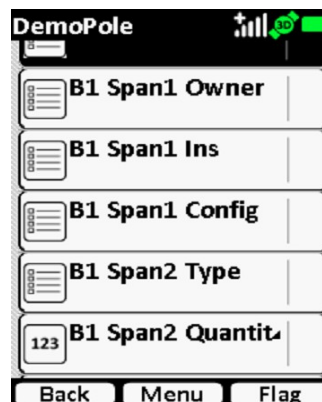 DemoPole 3D
B1 Span1 Owner
B1 Span1 Ins
B1 Span1 Config
B1 Span2 Type
123 B1 Span2 Quantit
Back Menu Flag